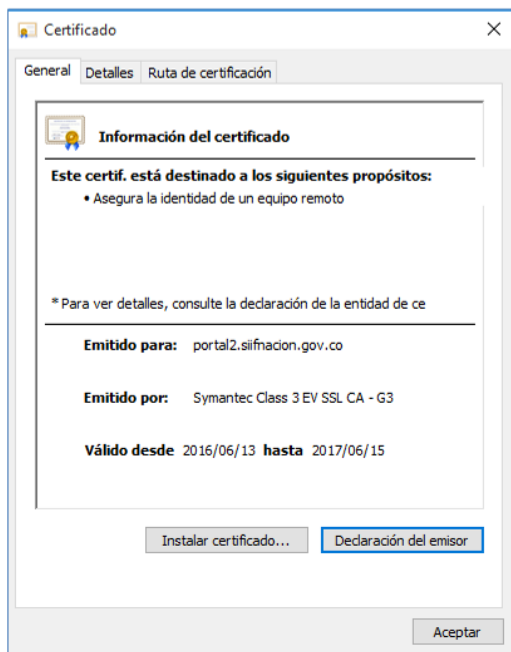 Certificado
General Detalles Ruta de certificación
Información del certificado
Este certif. está destinado a los siguientes propósitos:
• Asegura la identidad de un equipo remoto
* Para ver detalles, consulte la declaración de la entidad de ce
Emitido para: portal2.siifnacion.gov.co
Emitido por: Symantec Class 3 EV SSL CA - G3
Válido desde 2016/06/13 hasta 2017/06/15
Instalar certificado... Declaración del emisor
Aceptar